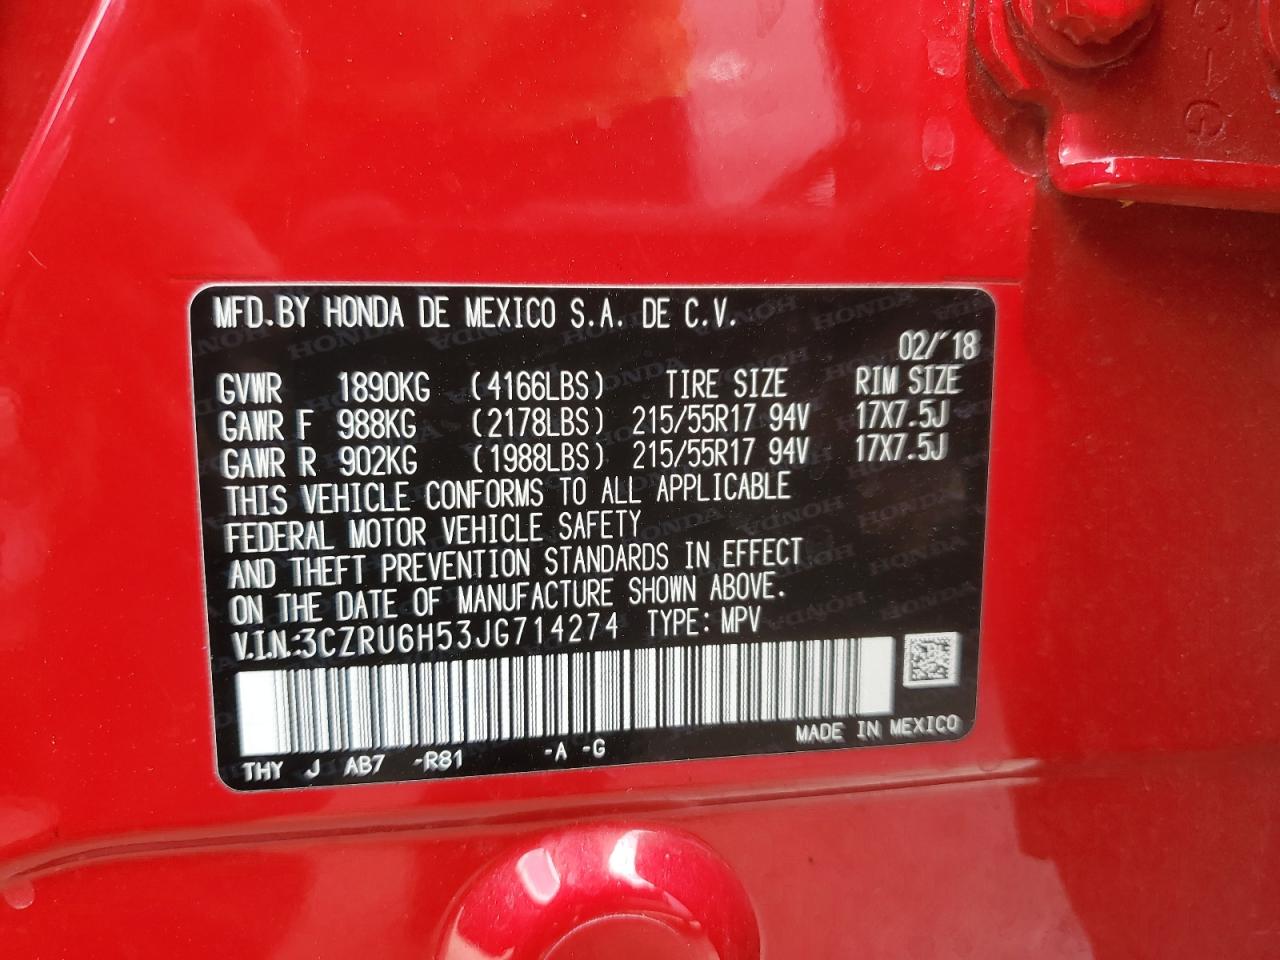 MFD.BY HONDA DE MEXICO S.A. DE C.V.
02/'18
GVWR 1890KG (4166LBS) TIRE SIZE RIM SIZE
GAWR F 988KG (2178LBS) 215/55R17 94V 17X7.5J
GAWR R 902KG (1988LBS) 215/55R17 94V 17X7.5J
THIS VEHICLE CONFORMS TO ALL APPLICABLE
FEDERAL MOTOR VEHICLE SAFETY
AND THEFT PREVENTION STANDARDS IN EFFECT
ON THE DATE OF MANUFACTURE SHOWN ABOVE.
V.I.N.:3CZRU6H53JG714274 TYPE: MPV
MADE IN MEXICO
THY J AB7 -R81 -A -G